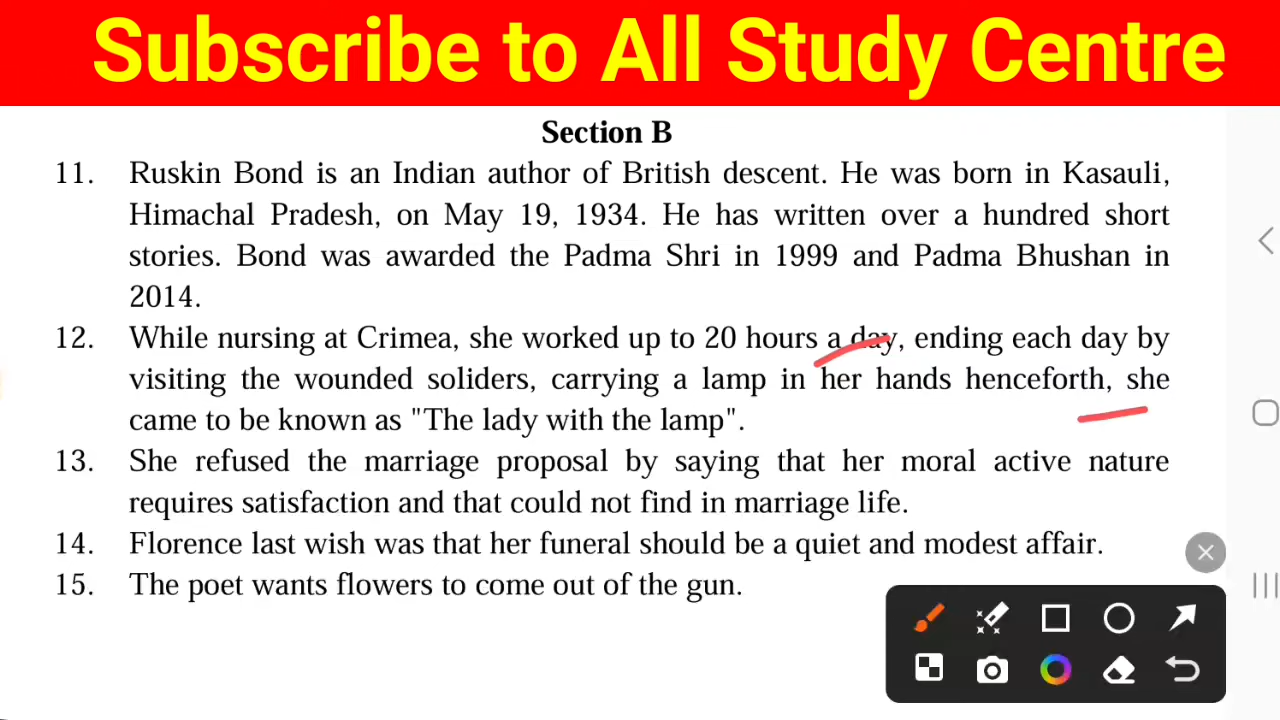 Subscribe to All Study Centre
Section B
11. Ruskin Bond is an Indian author of British descent. He was born in Kasauli,
Himachal Pradesh, on May 19, 1934. He has written over a hundred short
stories. Bond was awarded the Padma Shri in 1999 and Padma Bhushan in
2014.
12. While nursing at Crimea, she worked up to 20 hours a day, ending each day by
visiting the wounded soliders, carrying a lamp in her hands henceforth, she
came to be known as "The lady with the lamp".
13. She refused the marriage proposal by saying that her moral active nature
requires satisfaction and that could not find in marriage life.
14. Florence last wish was that her funeral should be a quiet and modest affair.
15. The poet wants flowers to come out of the gun.